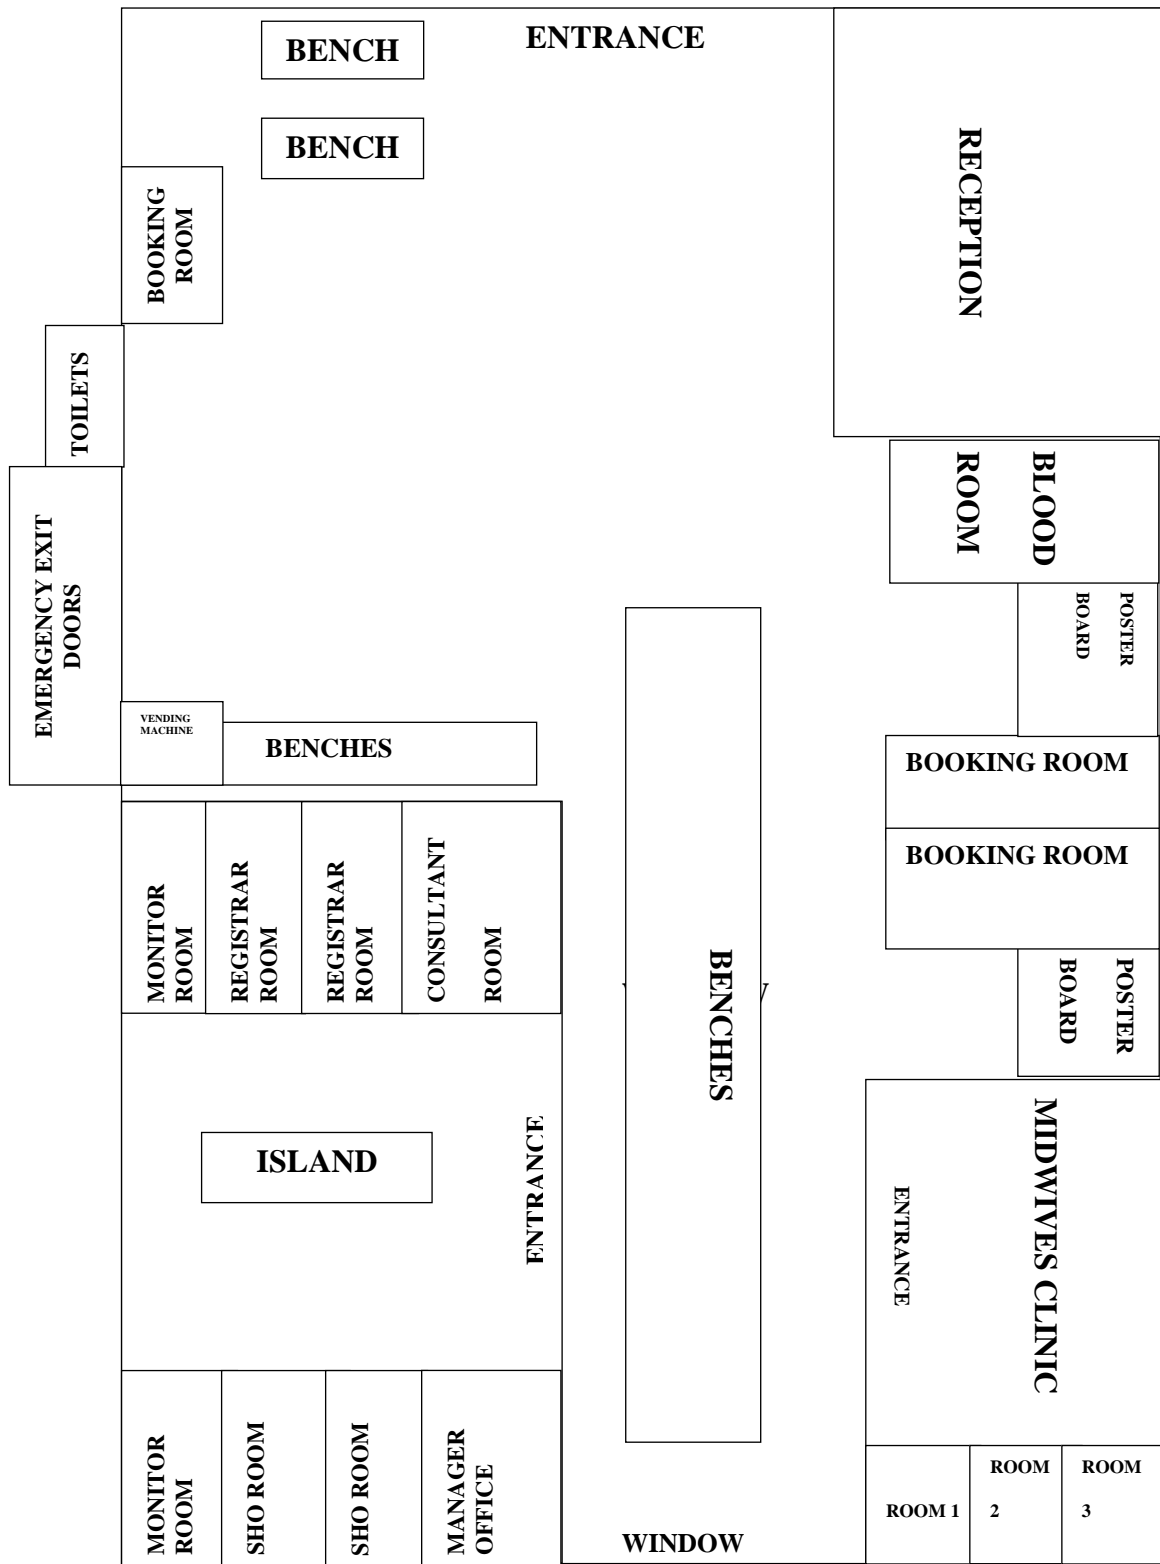 BENCH
ENTRANCE
BENCH
RECEPTION
BOOKING
ROOM
TOILETS
BLOOD
ROOM
EMERGENCY EXIT
DOORS
POSTER
BOARD
VENDING
MACHINE
BENCHES
BOOKING ROOM
BOOKING ROOM
MONITOR
ROOM
REGISTRAR
ROOM
REGISTRAR
ROOM
CONSULTANT
ROOM
BENCHES
POSTER
BOARD
ISLAND
ENTRANCE
ENTRANCE
MIDWIVES CLINIC
MONITOR
ROOM
SHO ROOM
SHO ROOM
MANAGER
OFFICE
WINDOW
ROOM 1
ROOM
2
ROOM
3